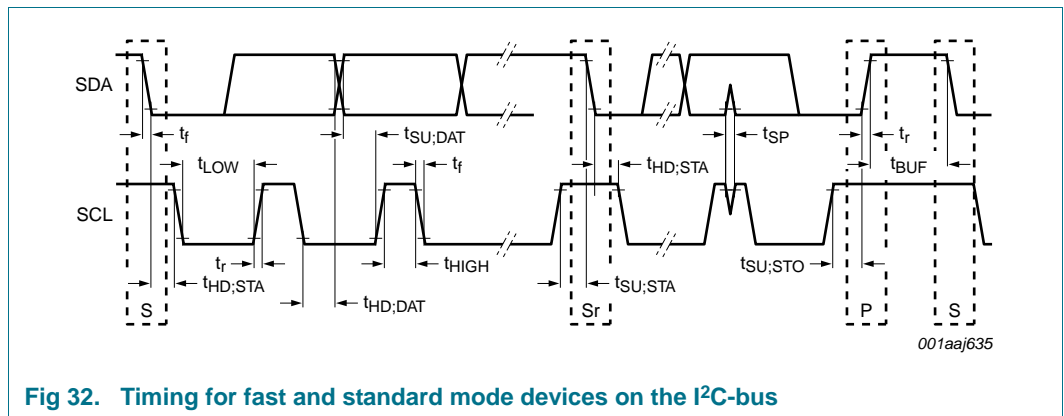 SDA
t_f
t_SU;DAT
t_SP
t_r
t_LOW
t_f
t_HD;STA
t_BUF
SCL
t_r
t_HIGH
t_SU;STO
t_HD;STA
t_SU;STA
t_HD;DAT
S
Sr
P
S
001aaj635
Fig 32. Timing for fast and standard mode devices on the I²C-bus